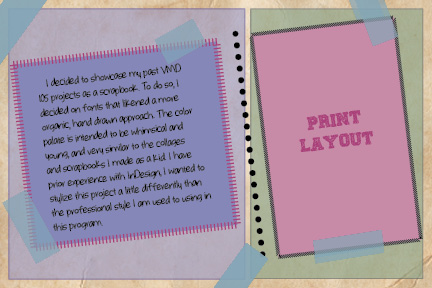 I decided to showcase my past VMD
105 projects as a scrapbook. To do so, I
decided on fonts that likened a more
organic, hand drawn approach. The color
palate is intended to be whimsical and
young, and very similar to the collages
and scrapbooks I made as a kid. I have
prior experience with InDesign, I wanted to
stylize this project a little differently than
the professional style I am used to using in
this program.
PRINT
LAYOUT